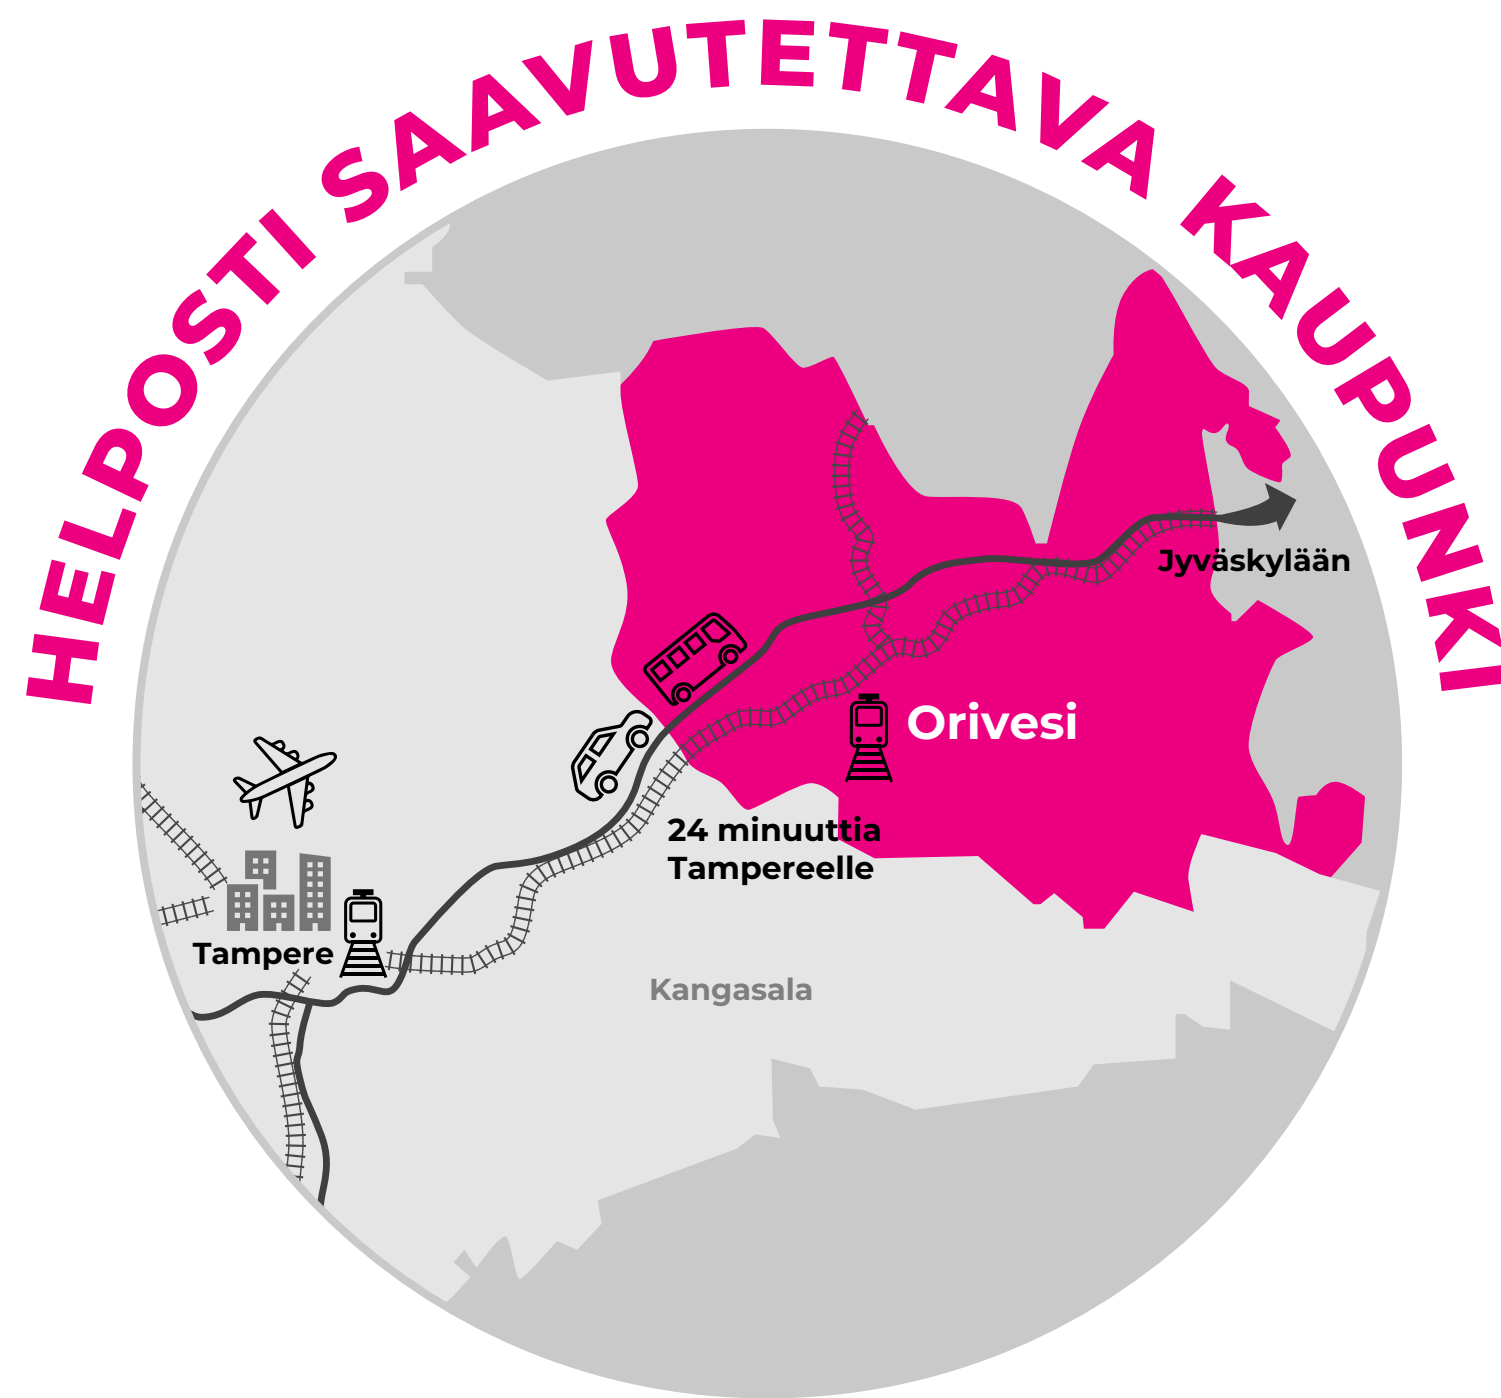 HELPOSTI SAAVUTETTAVA KAUPUNKI
Jyväskylään
Orivesi
24 minuuttia
Tampereelle
Tampere
Kangasala